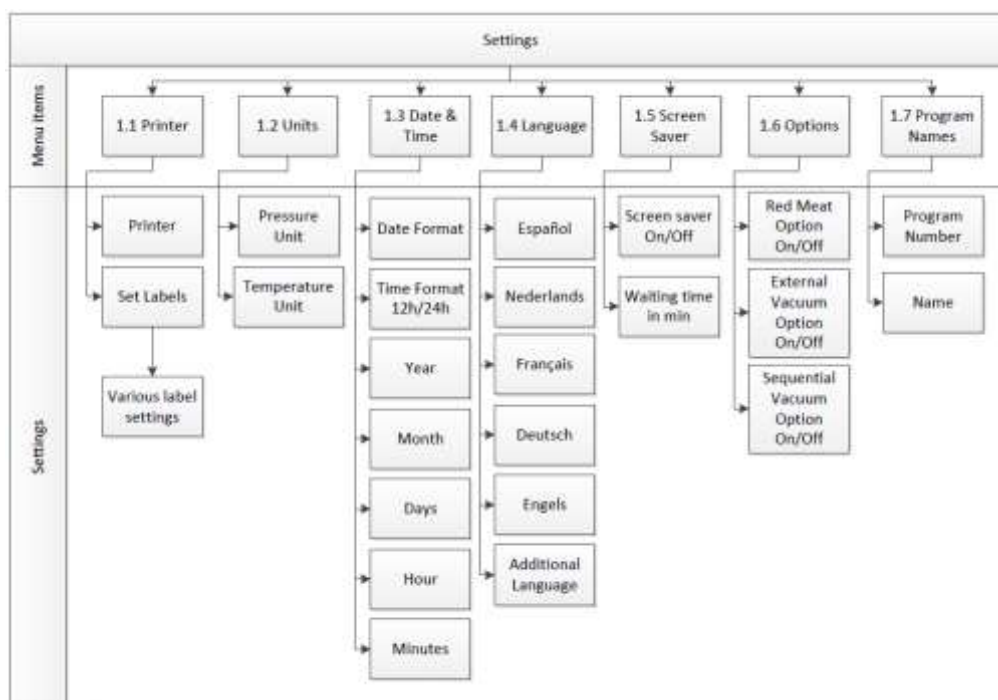 Settings
Menu items
1.1 Printer
1.2 Units
1.3 Date &
Time
1.4 Language
1.5 Screen
Saver
1.6 Options
1.7 Program
Names
Settings
Printer
Set Labels
Various label
settings
Pressure
Unit
Temperature
Unit
Date Format
Time Format
12h/24h
Year
Month
Days
Hour
Minutes
Español
Nederlands
Français
Deutsch
Engels
Additional
Language
Screen saver
On/Off
Waiting time
in min
Red Meat
Option
On/Off
External
Vacuum
Option
On/Off
Sequential
Vacuum
Option
On/Off
Program
Number
Name